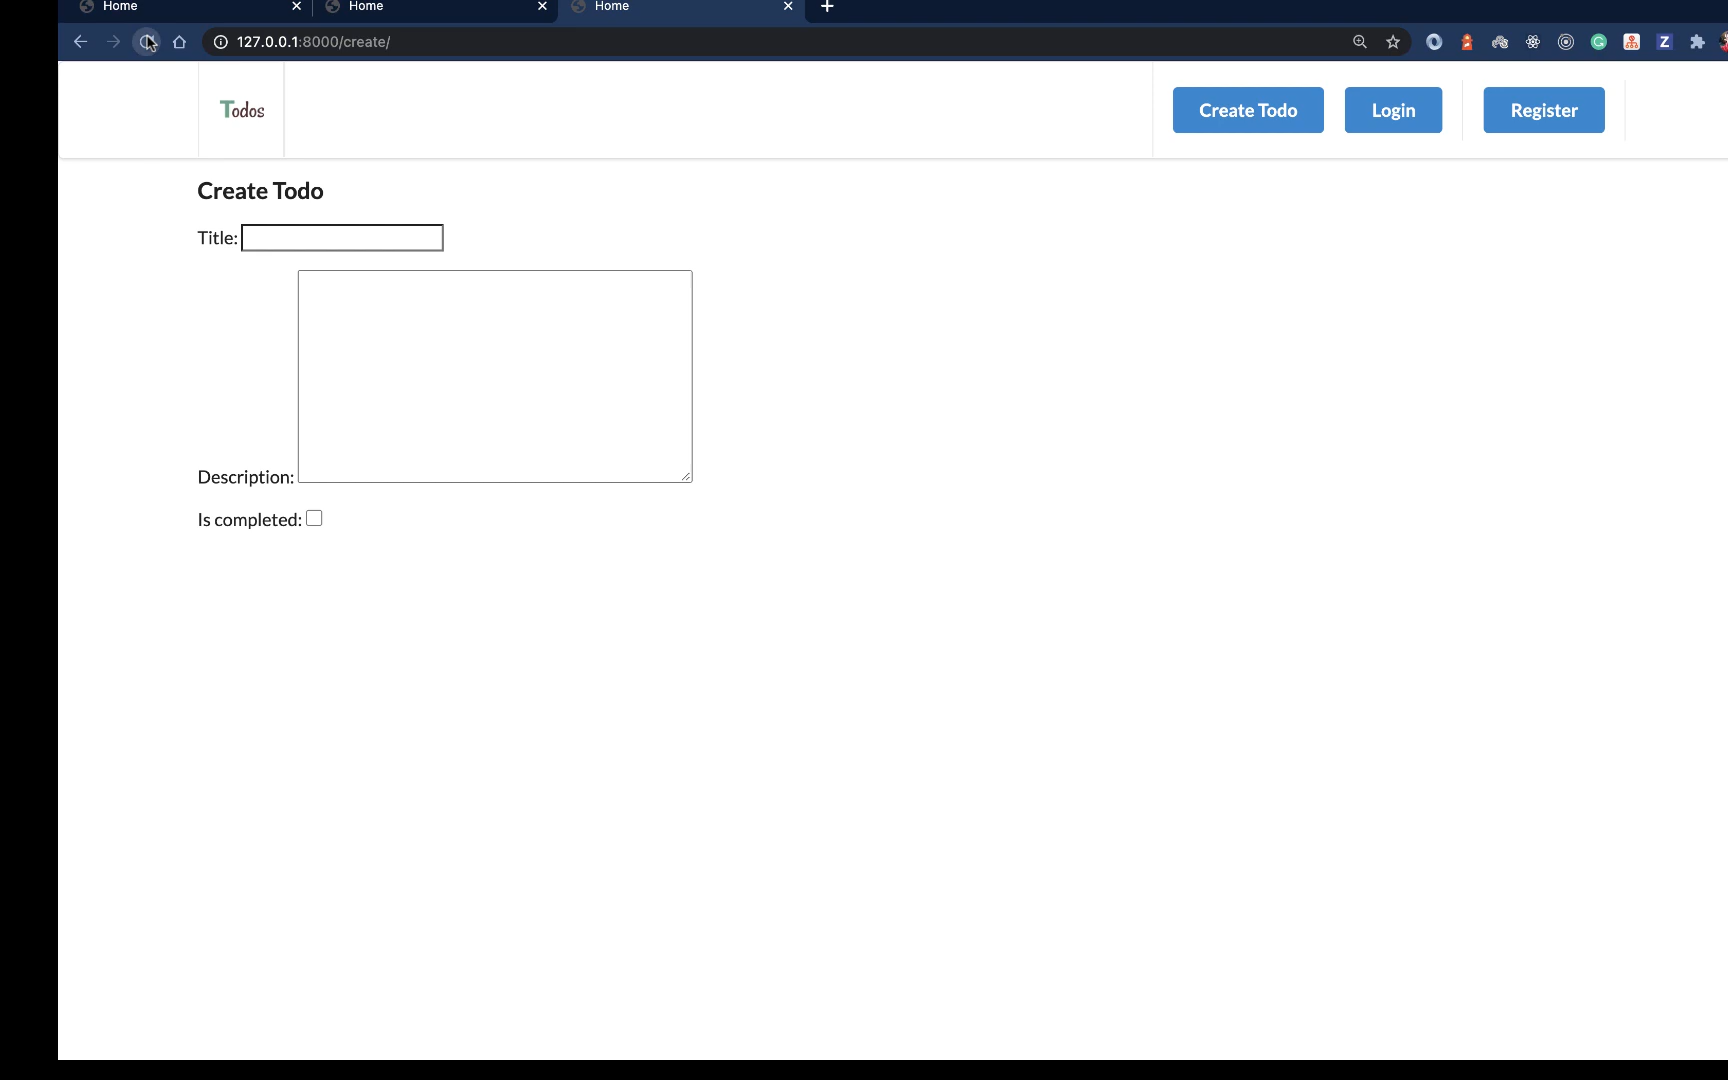 Home Home Home
127.0.0.1:8000/create/
Todos Create Todo Login Register
Create Todo
Title:
Description:
Is completed: